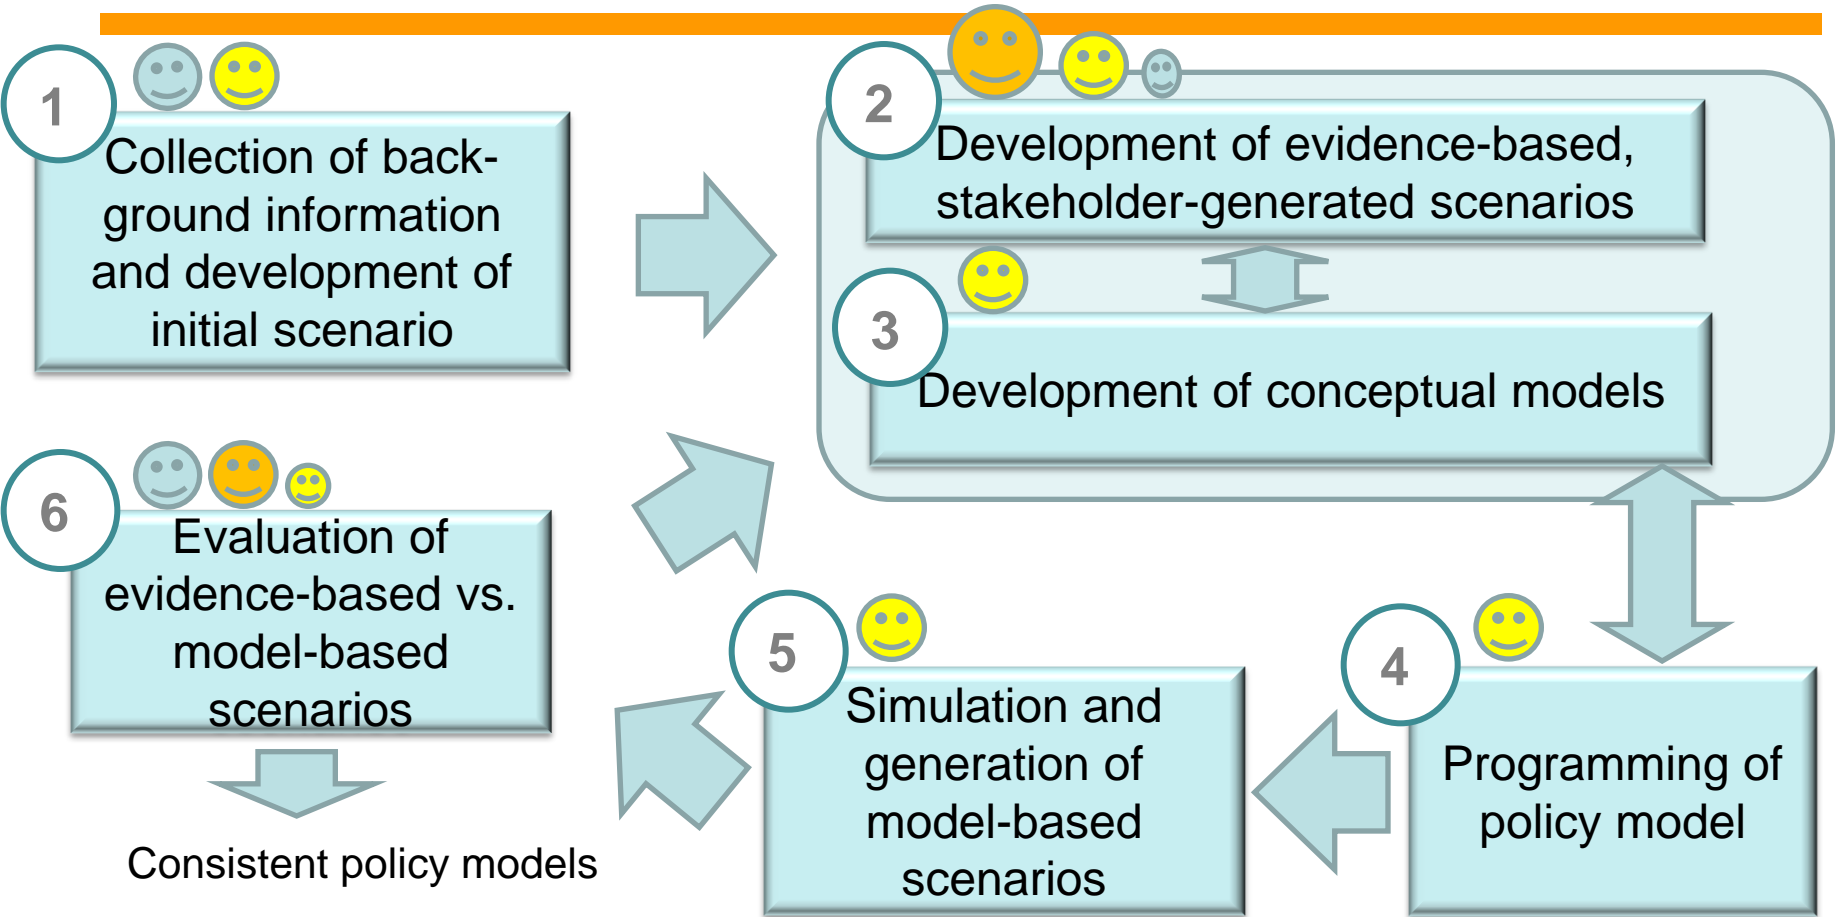 1
Collection of back-
ground information
and development of
initial scenario
2
Development of evidence-based,
stakeholder-generated scenarios
3
Development of conceptual models
6
Evaluation of
evidence-based vs.
model-based
scenarios
5
Simulation and
generation of
model-based
scenarios
4
Programming of
policy model
Consistent policy models